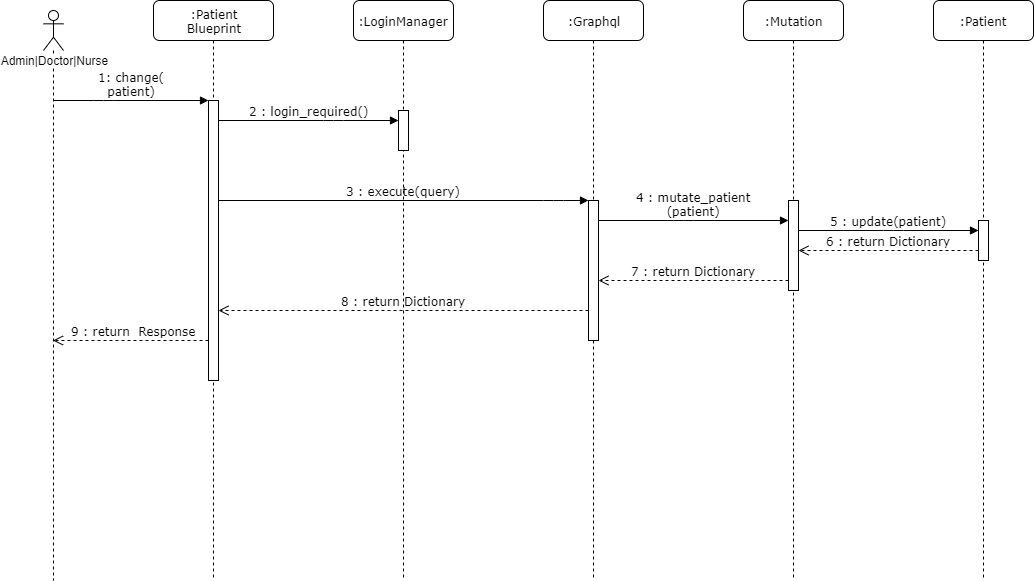 :Patient
Blueprint
:LoginManager
:Graphql
:Mutation
:Patient
Admin|Doctor|Nurse
1: change(
patient)
2 : login_required()
3 : execute(query)
4 : mutate_patient
(patient)
5 : update(patient)
6 : return Dictionary
7 : return Dictionary
8 : return Dictionary
9 : return  Response